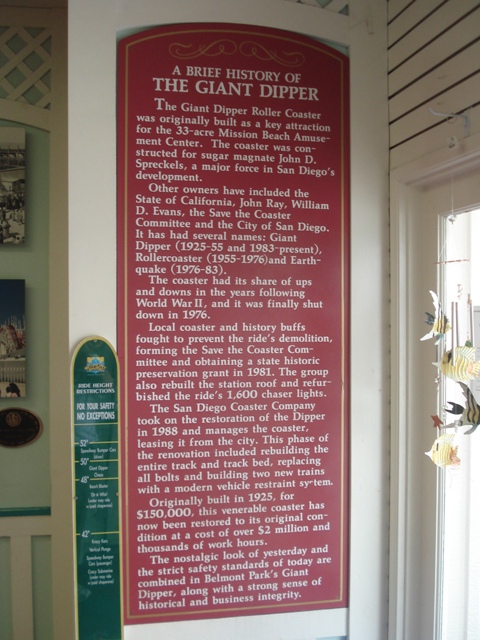 A BRIEF HISTORY OF
THE GIANT DIPPER
The Giant Dipper Roller Coaster
was originally built as a key attraction
for the 33-acre Mission Beach Amuse-
ment Center. The coaster was con-
structed for sugar magnate John D.
Spreckels, a major force in San Diego's
development.
Other owners have included the
State of California, John Ray, William
D. Evans, the Save the Coaster
Committee and the City of San Diego.
It has had several names: Giant
Dipper (1925-55 and 1983-present),
Rollercoaster (1955-1976)and Earth-
quake (1976-83).
The coaster had its share of ups
and downs in the years following
World War II, and it was finally shut
down in 1976.
Local coaster and history buffs
fought to prevent the ride's demolition,
forming the Save the Coaster Com-
mittee and obtaining a state historic
preservation grant in 1981. The group
also rebuilt the station roof and refur-
bished the ride's 1,600 chaser lights.
The San Diego Coaster Company
took on the restoration of the Dipper
in 1988 and manages the coaster,
leasing it from the city. This phase of
the renovation included rebuilding the
entire track and track bed, replacing
all bolts and building two new trains
with a modern vehicle restraint system.
Originally built in 1925, for
$150,000, this venerable coaster has
now been restored to its original con-
dition at a cost of over $2 million and
thousands of work hours.
The nostalgic look of yesterday and
the strict safety standards of today are
combined in Belmont Park's Giant
Dipper, along with a strong sense of
historical and business integrity.
RIDE HEIGHT
RESTRICTIONS
FOR YOUR SAFETY
NO EXCEPTIONS
52"
50"
Giant Dipper
48"
42"